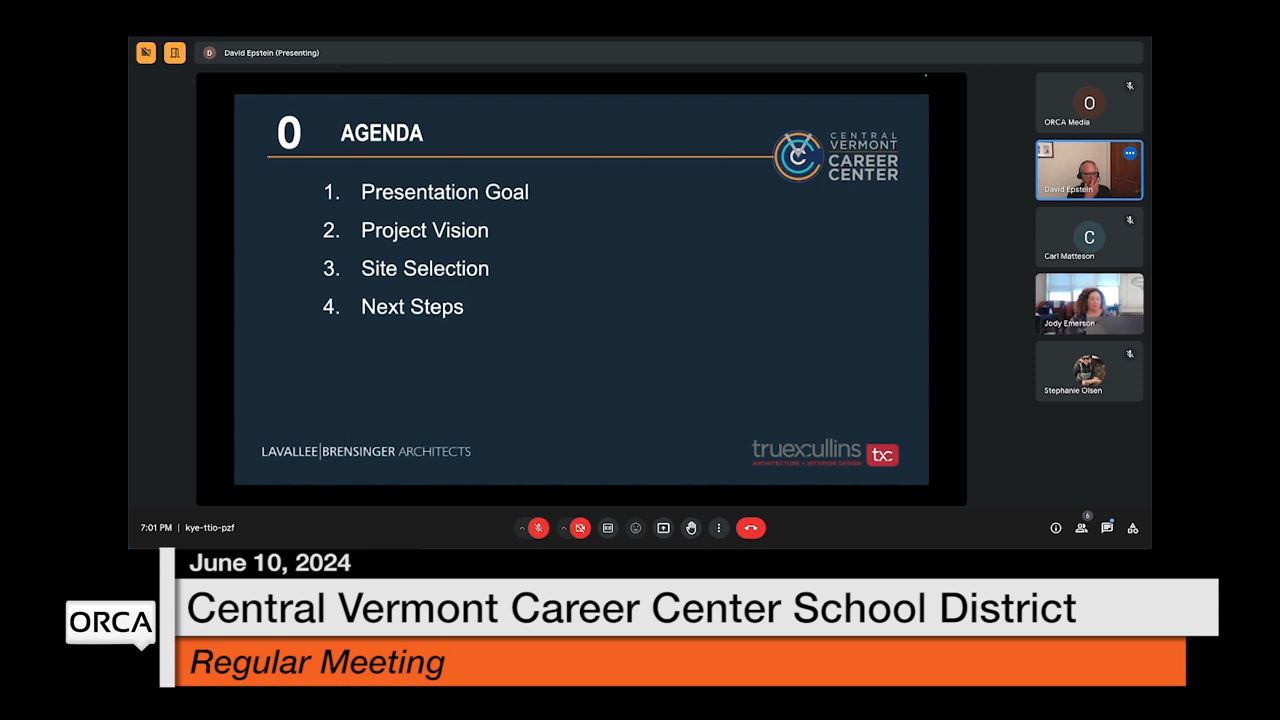 D David Epstein (Presenting)
0 AGENDA
CENTRAL
VERMONT
CAREER
CENTER
C
1. Presentation Goal
2. Project Vision
3. Site Selection
4. Next Steps
LAVALLEE|BRENSINGER ARCHITECTS
truexcullins
ARCHITECTURE + INTERIOR DESIGN
txc
O
ORCA Media
David Epstein
C
Carl Matteson
Jody Emerson
Stephanie Olsen
7:01 PM | kye-ttio-pzf
6
June 10, 2024
ORCA
Central Vermont Career Center School District
Regular Meeting